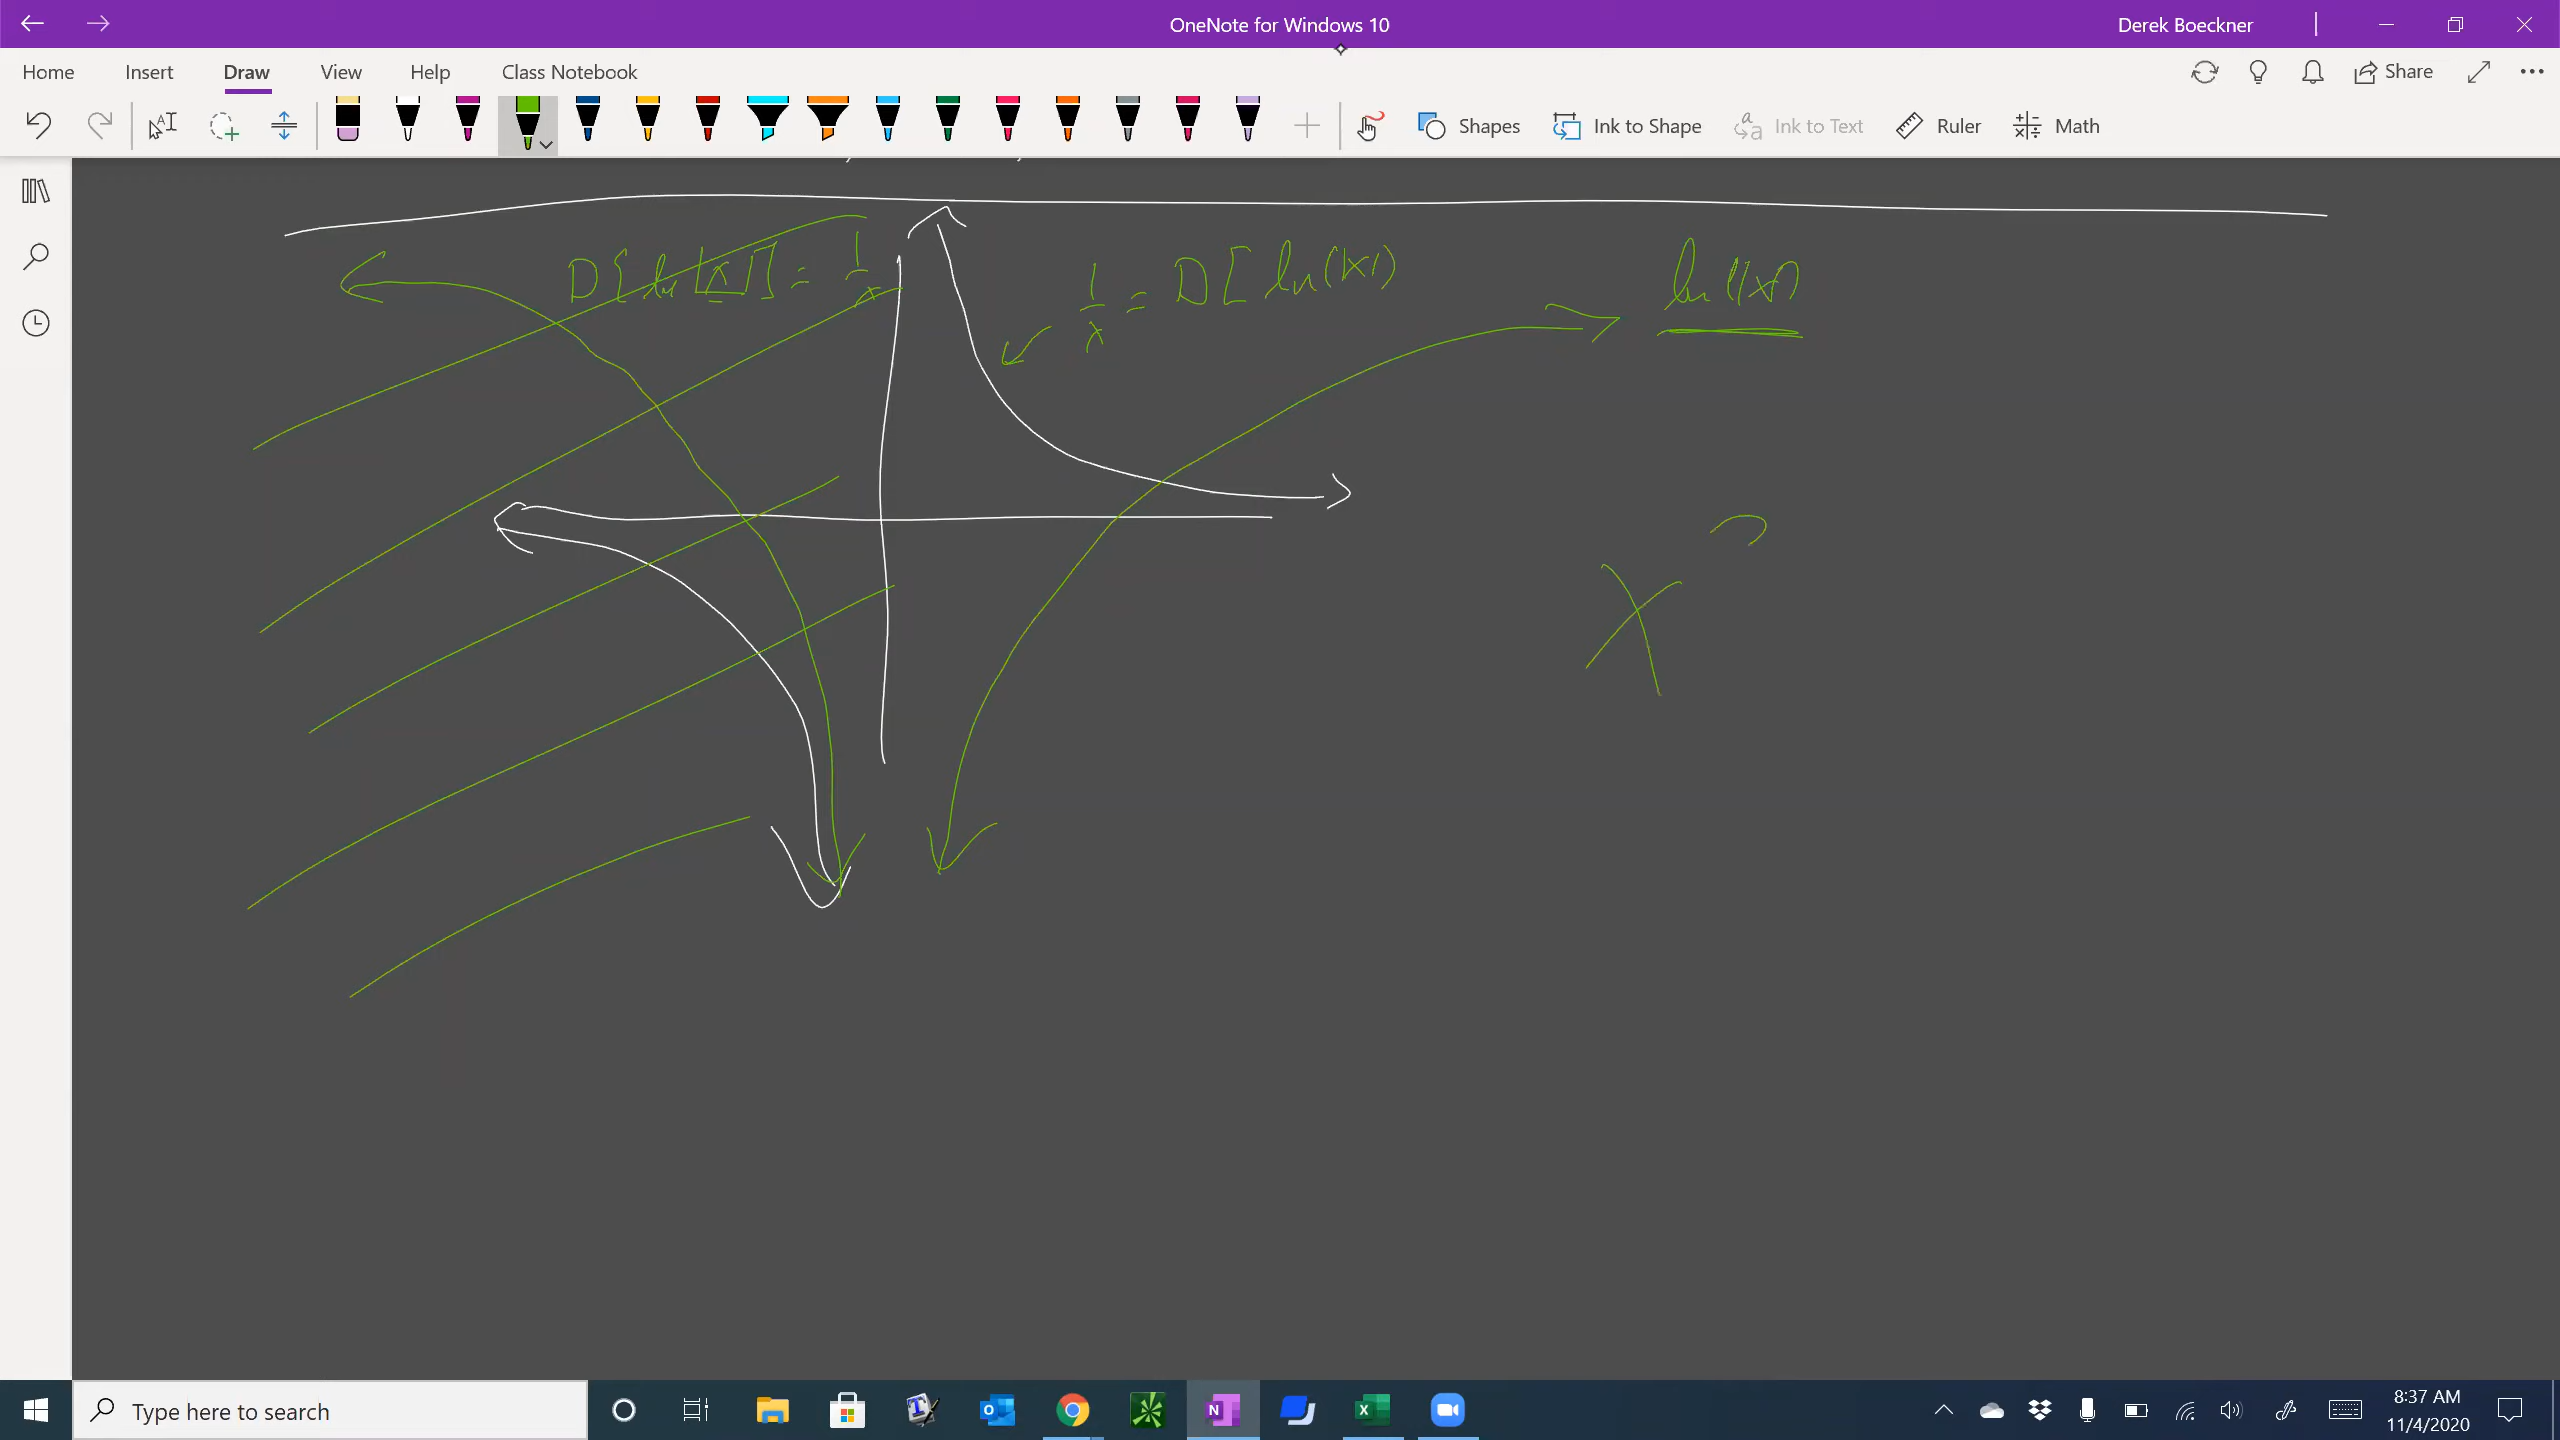 OneNote for Windows 10
Derek Boeckner
Home Insert Draw View Help Class Notebook
Share
Shapes Ink to Shape Ink to Text Ruler Math
D[ln|x|] = 1/x
1/x = D[ln(|x|)
ln(|x|)
x
Type here to search
8:37 AM
11/4/2020